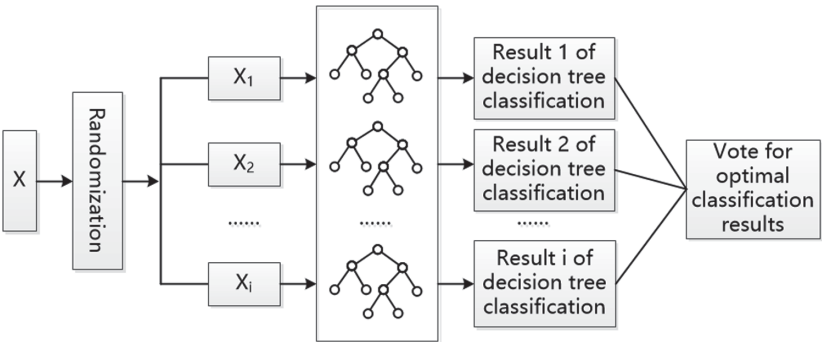 X
Randomization
X₁
X₂
......
Xᵢ
......
Result 1 of
decision tree
classification
Result 2 of
decision tree
classification
......
Result i of
decision tree
classification
Vote for
optimal
classification
results